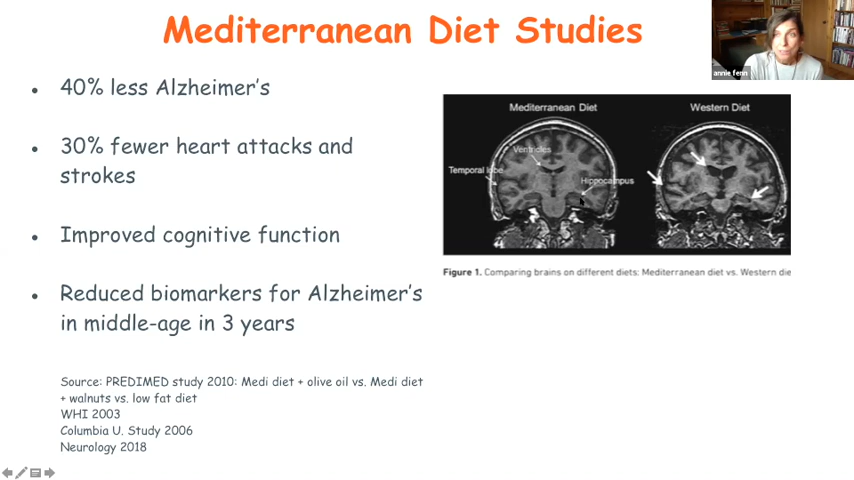 Mediterranean Diet Studies
annie fenn
40% less Alzheimer's
30% fewer heart attacks and
strokes
Improved cognitive function
Reduced biomarkers for Alzheimer's
in middle-age in 3 years
Source: PREDIMED study 2010: Medi diet + olive oil vs. Medi diet
+ walnuts vs. low fat diet
WHI 2003
Columbia U. Study 2006
Neurology 2018
Mediterranean Diet
Western Diet
Ventricles
Temporal lobe
Hippocampus
Figure 1. Comparing brains on different diets: Mediterranean diet vs. Western die